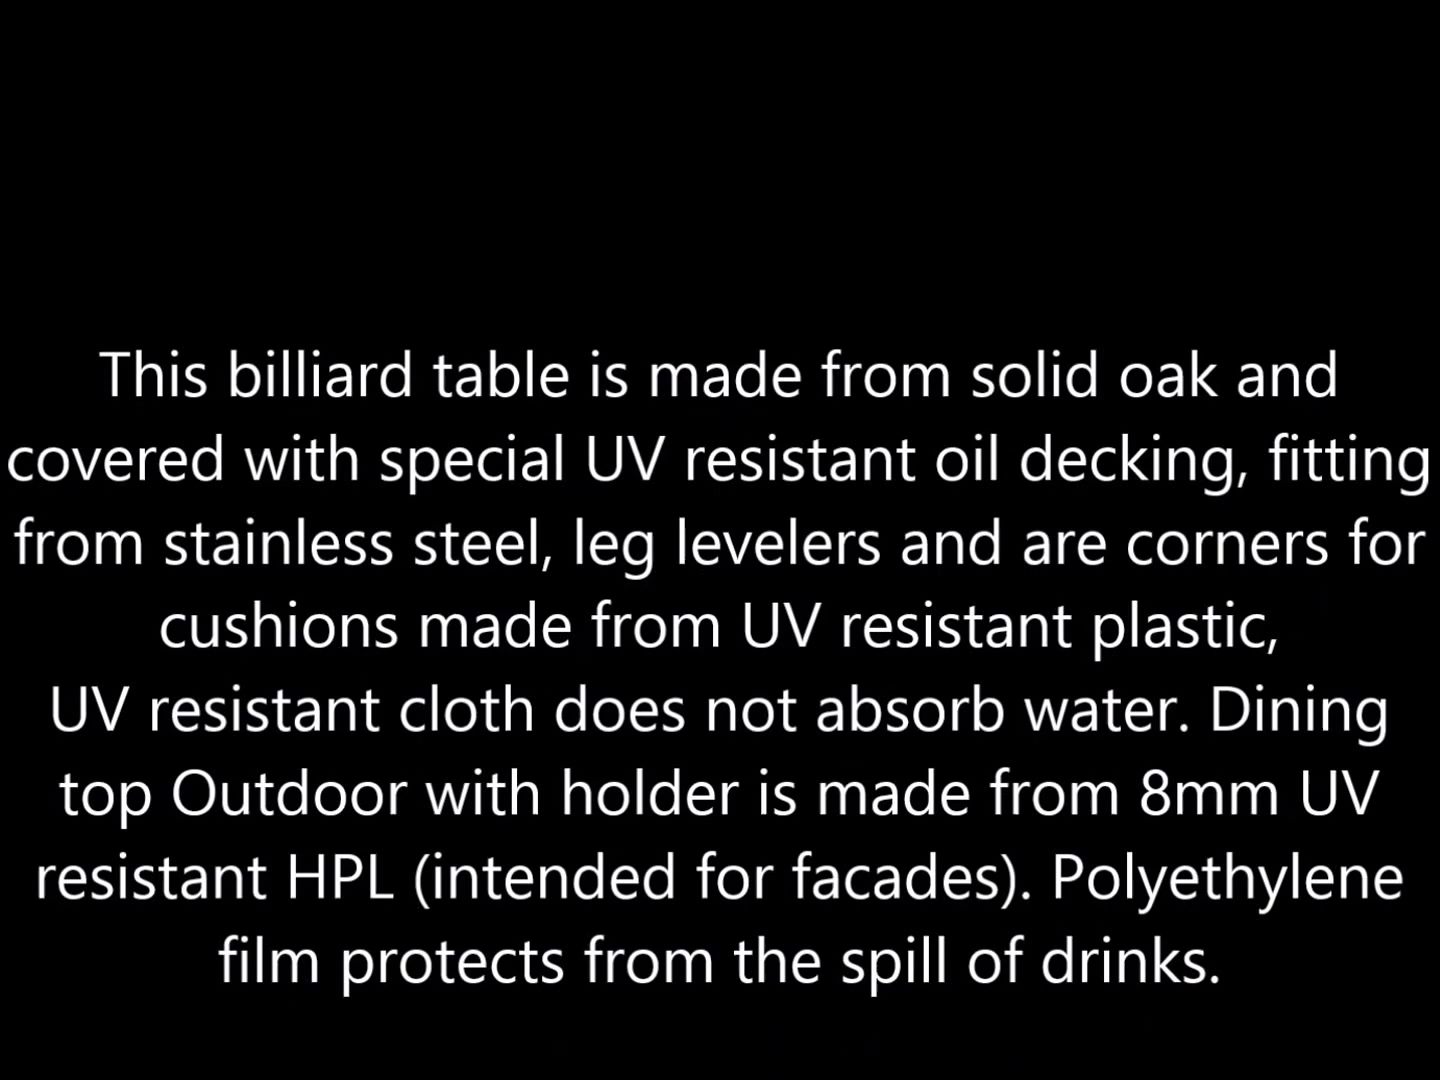 This billiard table is made from solid oak and
covered with special UV resistant oil decking, fitting
from stainless steel, leg levelers and are corners for
cushions made from UV resistant plastic,
UV resistant cloth does not absorb water. Dining
top Outdoor with holder is made from 8mm UV
resistant HPL (intended for facades). Polyethylene
film protects from the spill of drinks.